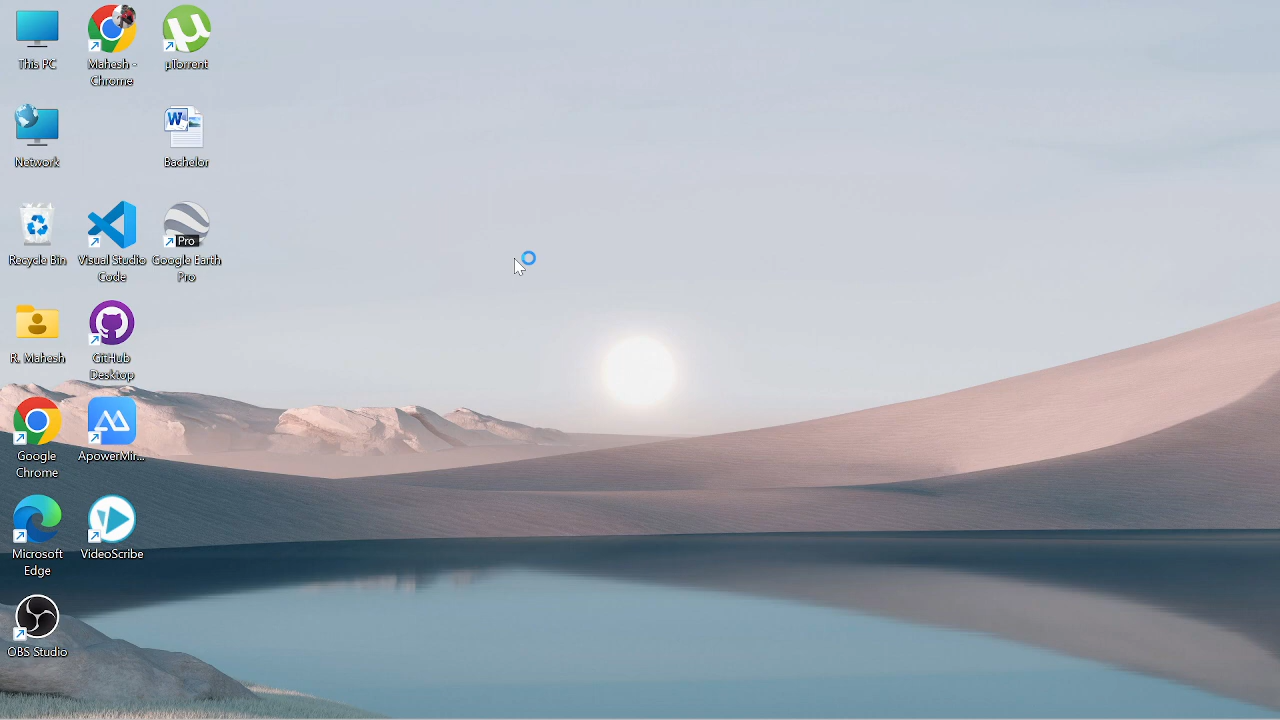 This PC
Mahesh -
Chrome
µTorrent
Network
Bachelor
Recycle Bin
Visual Studio
Code
Google Earth
Pro
Pro
R. Mahesh
GitHub
Desktop
Google
Chrome
ApowerMir...
Microsoft
Edge
VideoScribe
OBS Studio